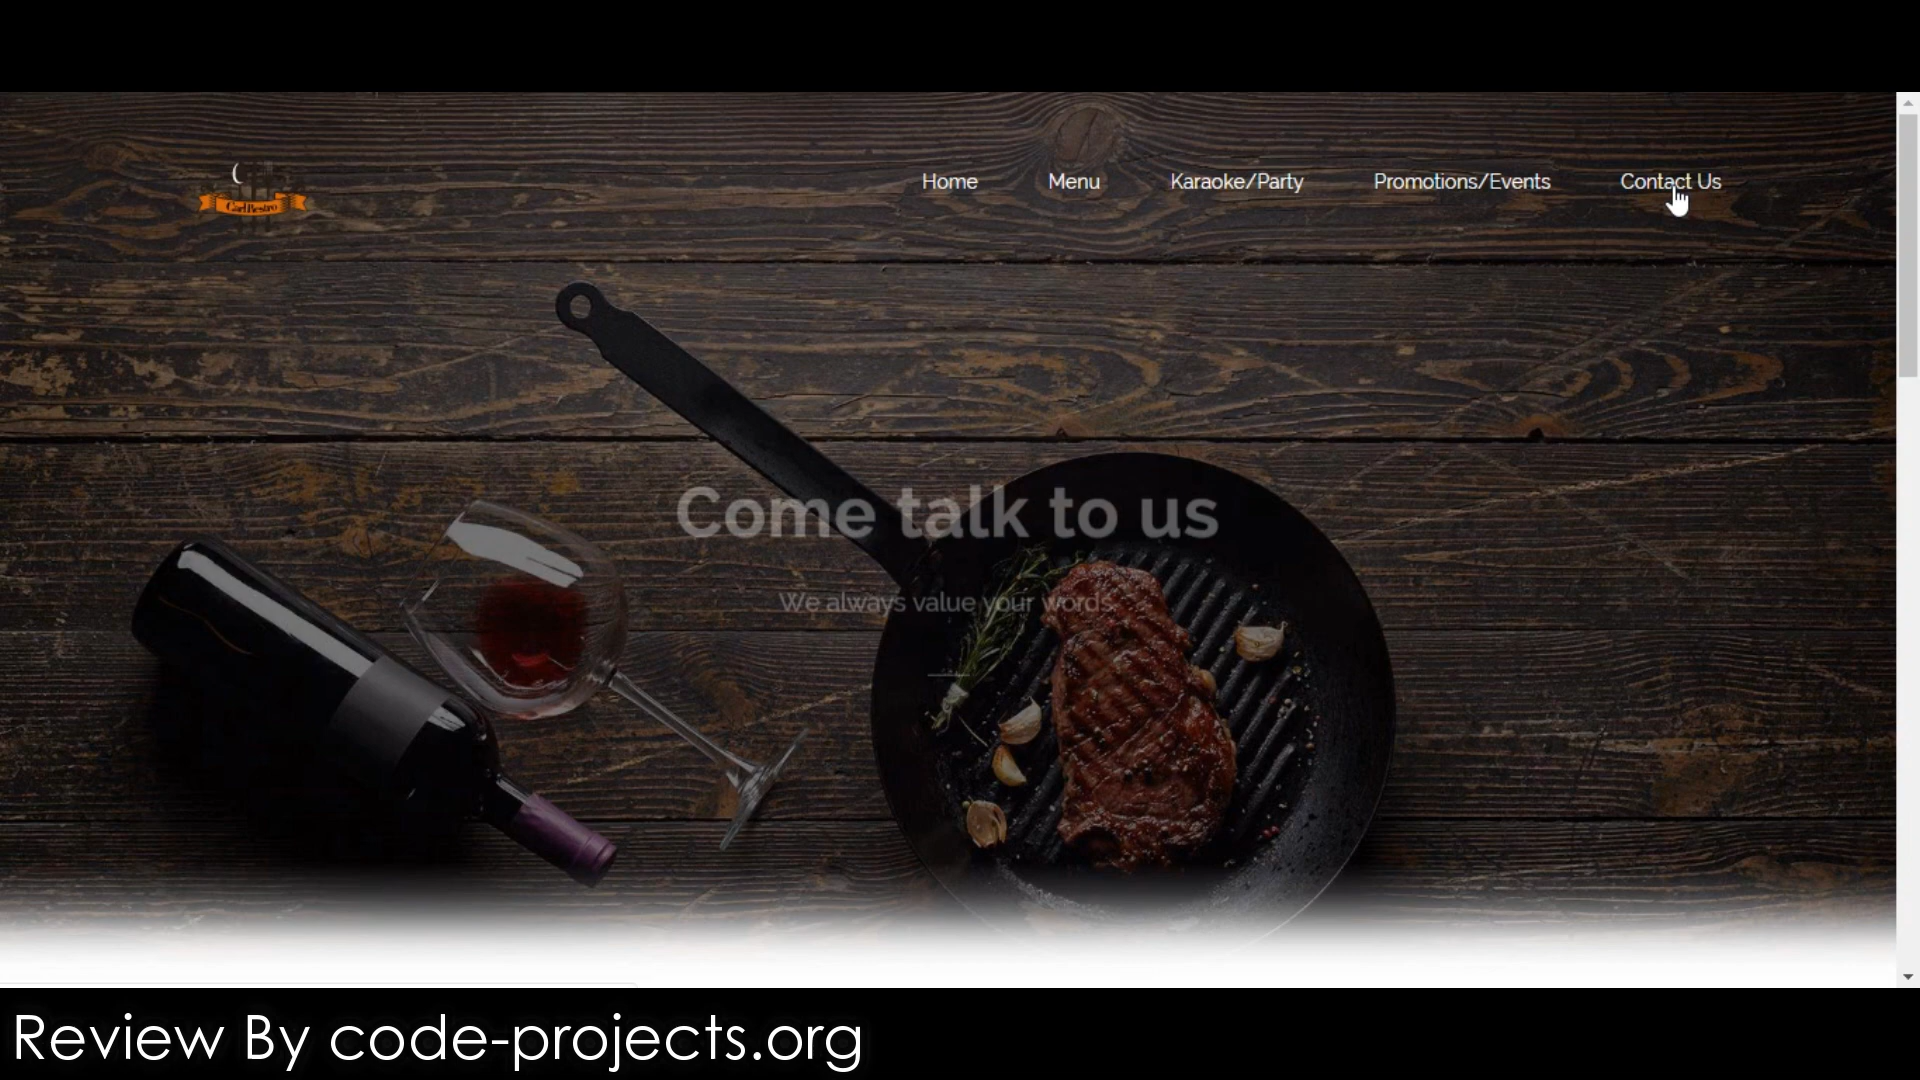 CarlRestro
Home
Menu
Karaoke/Party
Promotions/Events
Contact Us
Come talk to us
We always value your words.
Review By code-projects.org